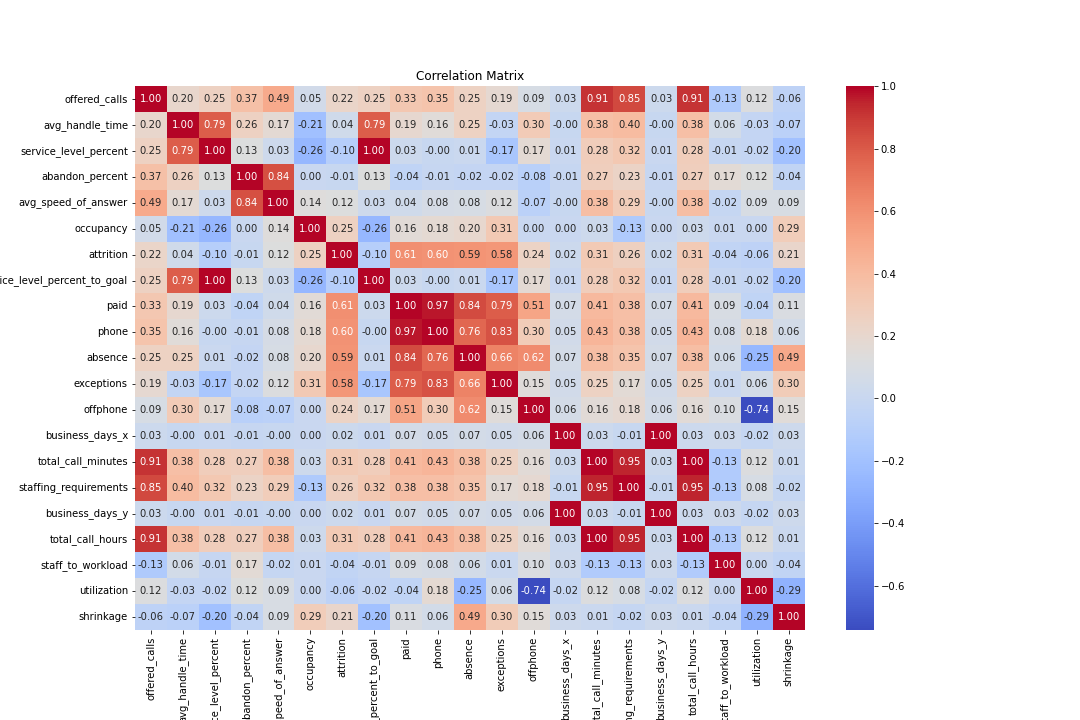 Correlation Matrix
offered_calls 1.00 0.20 0.25 0.37 0.49 0.05 0.22 0.25 0.33 0.35 0.25 0.19 0.09 0.03 0.91 0.85 0.03 0.91 -0.13 0.12 -0.06
avg_handle_time 0.20 1.00 0.79 0.26 0.17 -0.21 0.04 0.79 0.19 0.16 0.25 -0.03 0.30 -0.00 0.38 0.40 -0.00 0.38 0.06 -0.03 -0.07
service_level_percent 0.25 0.79 1.00 0.13 0.03 -0.26 -0.10 1.00 0.03 -0.00 0.01 -0.17 0.17 0.01 0.28 0.32 0.01 0.28 -0.01 -0.02 -0.20
abandon_percent 0.37 0.26 0.13 1.00 0.84 0.00 -0.01 0.13 -0.04 -0.01 -0.02 -0.02 -0.08 -0.01 0.27 0.23 -0.01 0.27 0.17 0.12 -0.04
avg_speed_of_answer 0.49 0.17 0.03 0.84 1.00 0.14 0.12 0.03 0.04 0.08 0.08 0.12 -0.07 -0.00 0.38 0.29 -0.00 0.38 -0.02 0.09 0.09
occupancy 0.05 -0.21 -0.26 0.00 0.14 1.00 0.25 -0.26 0.16 0.18 0.20 0.31 0.00 0.00 0.03 -0.13 0.00 0.03 0.01 0.00 0.29
attrition 0.22 0.04 -0.10 -0.01 0.12 0.25 1.00 -0.10 0.61 0.60 0.59 0.58 0.24 0.02 0.31 0.26 0.02 0.31 -0.04 -0.06 0.21
ice_level_percent_to_goal 0.25 0.79 1.00 0.13 0.03 -0.26 -0.10 1.00 0.03 -0.00 0.01 -0.17 0.17 0.01 0.28 0.32 0.01 0.28 -0.01 -0.02 -0.20
paid 0.33 0.19 0.03 -0.04 0.04 0.16 0.61 0.03 1.00 0.97 0.84 0.79 0.51 0.07 0.41 0.38 0.07 0.41 0.09 -0.04 0.11
phone 0.35 0.16 -0.00 -0.01 0.08 0.18 0.60 -0.00 0.97 1.00 0.76 0.83 0.30 0.05 0.43 0.38 0.05 0.43 0.08 0.18 0.06
absence 0.25 0.25 0.01 -0.02 0.08 0.20 0.59 0.01 0.84 0.76 1.00 0.66 0.62 0.07 0.38 0.35 0.07 0.38 0.06 -0.25 0.49
exceptions 0.19 -0.03 -0.17 -0.02 0.12 0.31 0.58 -0.17 0.79 0.83 0.66 1.00 0.15 0.05 0.25 0.17 0.05 0.25 0.01 0.06 0.30
offphone 0.09 0.30 0.17 -0.08 -0.07 0.00 0.24 0.17 0.51 0.30 0.62 0.15 1.00 0.06 0.16 0.18 0.06 0.16 0.10 -0.74 0.15
business_days_x 0.03 -0.00 0.01 -0.01 -0.00 0.00 0.02 0.01 0.07 0.05 0.07 0.05 0.06 1.00 0.03 -0.01 1.00 0.03 0.03 -0.02 0.03
total_call_minutes 0.91 0.38 0.28 0.27 0.38 0.03 0.31 0.28 0.41 0.43 0.38 0.25 0.16 0.03 1.00 0.95 0.03 1.00 -0.13 0.12 0.01
staffing_requirements 0.85 0.40 0.32 0.23 0.29 -0.13 0.26 0.32 0.38 0.38 0.35 0.17 0.18 -0.01 0.95 1.00 -0.01 0.95 -0.13 0.08 -0.02
business_days_y 0.03 -0.00 0.01 -0.01 -0.00 0.00 0.02 0.01 0.07 0.05 0.07 0.05 0.06 1.00 0.03 -0.01 1.00 0.03 0.03 -0.02 0.03
total_call_hours 0.91 0.38 0.28 0.27 0.38 0.03 0.31 0.28 0.41 0.43 0.38 0.25 0.16 0.03 1.00 0.95 0.03 1.00 -0.13 0.12 0.01
staff_to_workload -0.13 0.06 -0.01 0.17 -0.02 0.01 -0.04 -0.01 0.09 0.08 0.06 0.01 0.10 0.03 -0.13 -0.13 0.03 -0.13 1.00 0.00 -0.04
utilization 0.12 -0.03 -0.02 0.12 0.09 0.00 -0.06 -0.02 -0.04 0.18 -0.25 0.06 -0.74 -0.02 0.12 0.08 -0.02 0.12 0.00 1.00 -0.29
shrinkage -0.06 -0.07 -0.20 -0.04 0.09 0.29 0.21 -0.20 0.11 0.06 0.49 0.30 0.15 0.03 0.01 -0.02 0.03 0.01 -0.04 -0.29 1.00
offered_calls
avg_handle_time
ce_level_percent
bandon_percent
peed_of_answer
occupancy
attrition
_percent_to_goal
paid
phone
absence
exceptions
offphone
business_days_x
tal_call_minutes
ng_requirements
business_days_y
total_call_hours
taff_to_workload
utilization
shrinkage
1.0
0.8
0.6
0.4
0.2
0.0
−0.2
−0.4
−0.6